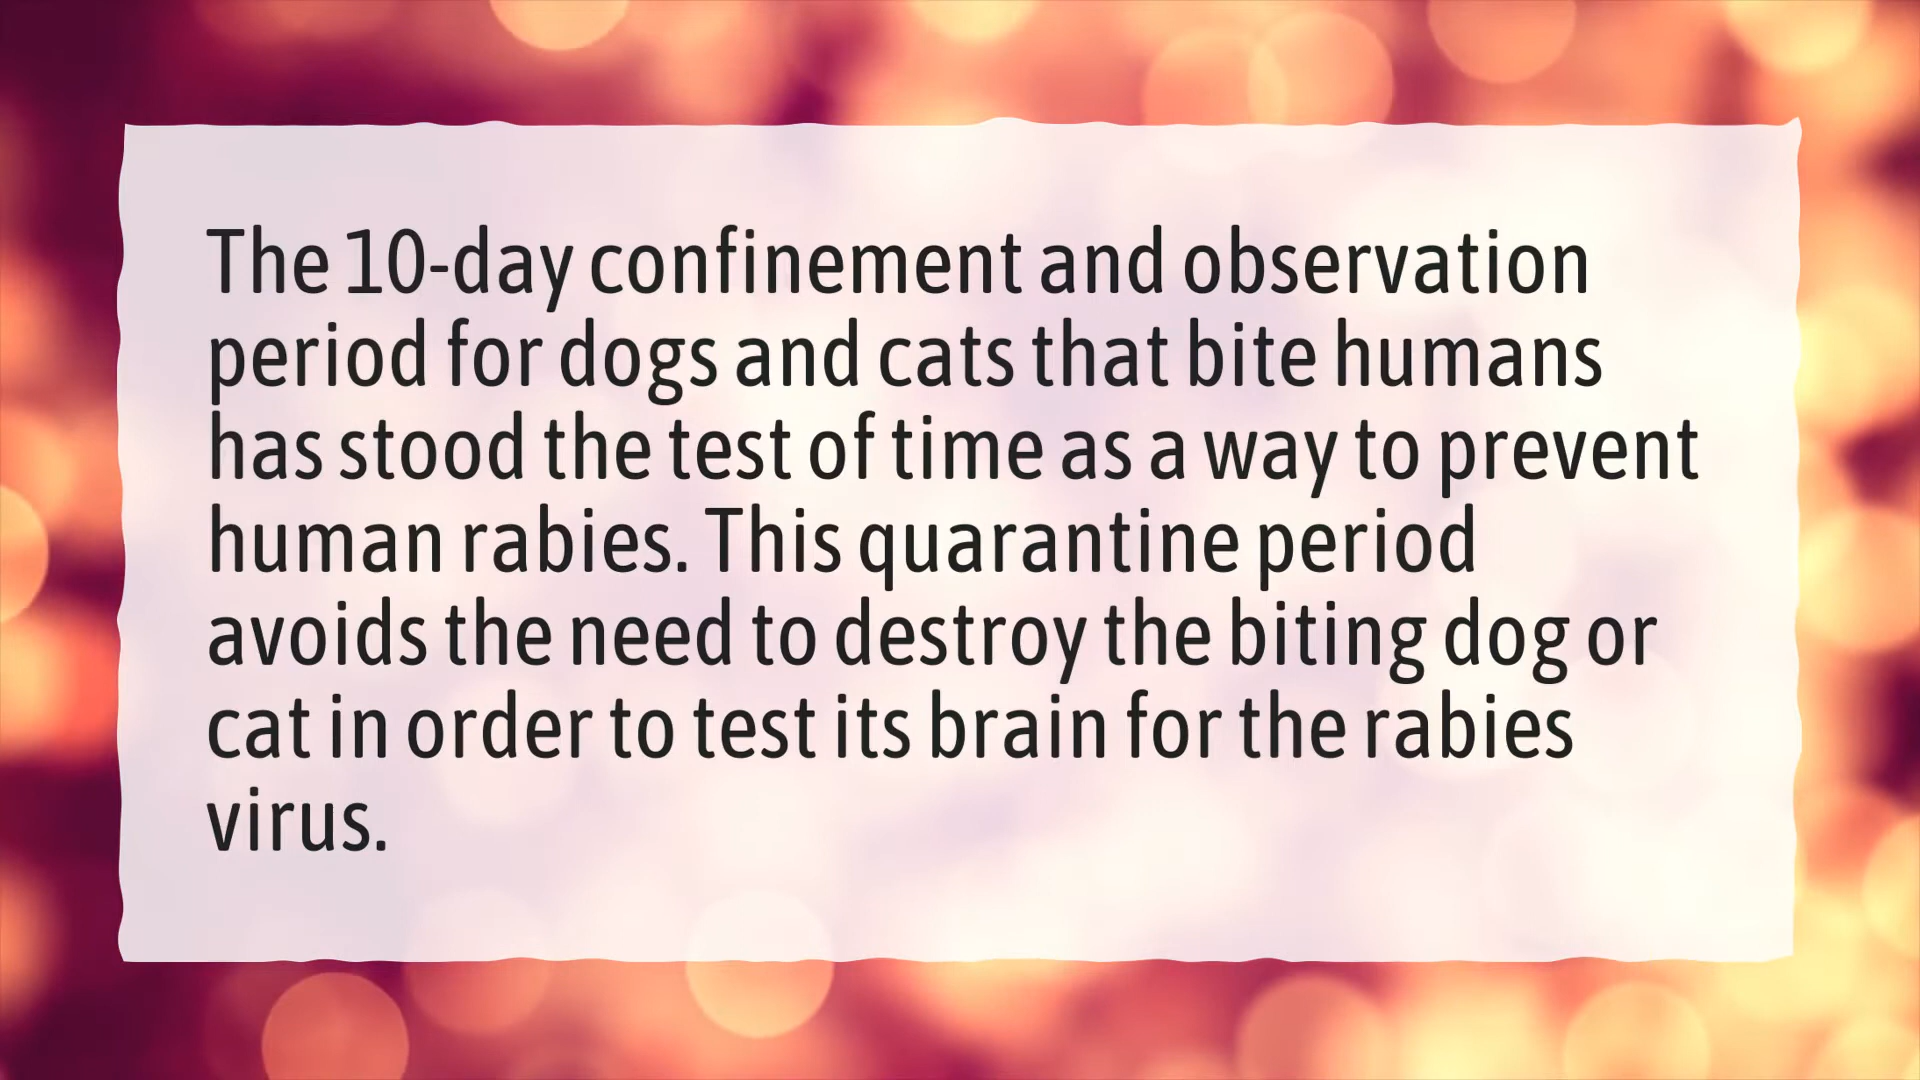 The 10-day confinement and observation
period for dogs and cats that bite humans
has stood the test of time as a way to prevent
human rabies. This quarantine period
avoids the need to destroy the biting dog or
cat in order to test its brain for the rabies
virus.